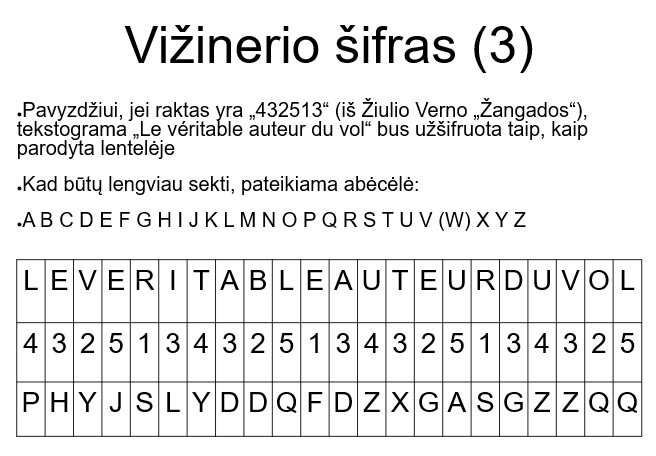 Vižinerio šifras (3)
•Pavyzdžiui, jei raktas yra „432513“ (iš Žiulio Verno „Žangados“),
tekstograma „Le véritable auteur du vol“ bus užšifruota taip, kaip
parodyta lentelėje
•Kad būtų lengviau sekti, pateikiama abėcėlė:
•A B C D E F G H I J K L M N O P Q R S T U V (W) X Y Z
L E V E R I T A B L E A U T E U R D U V O L
4 3 2 5 1 3 4 3 2 5 1 3 4 3 2 5 1 3 4 3 2 5
P H Y J S L Y D D Q F D Z X G A S G Z Z Q Q